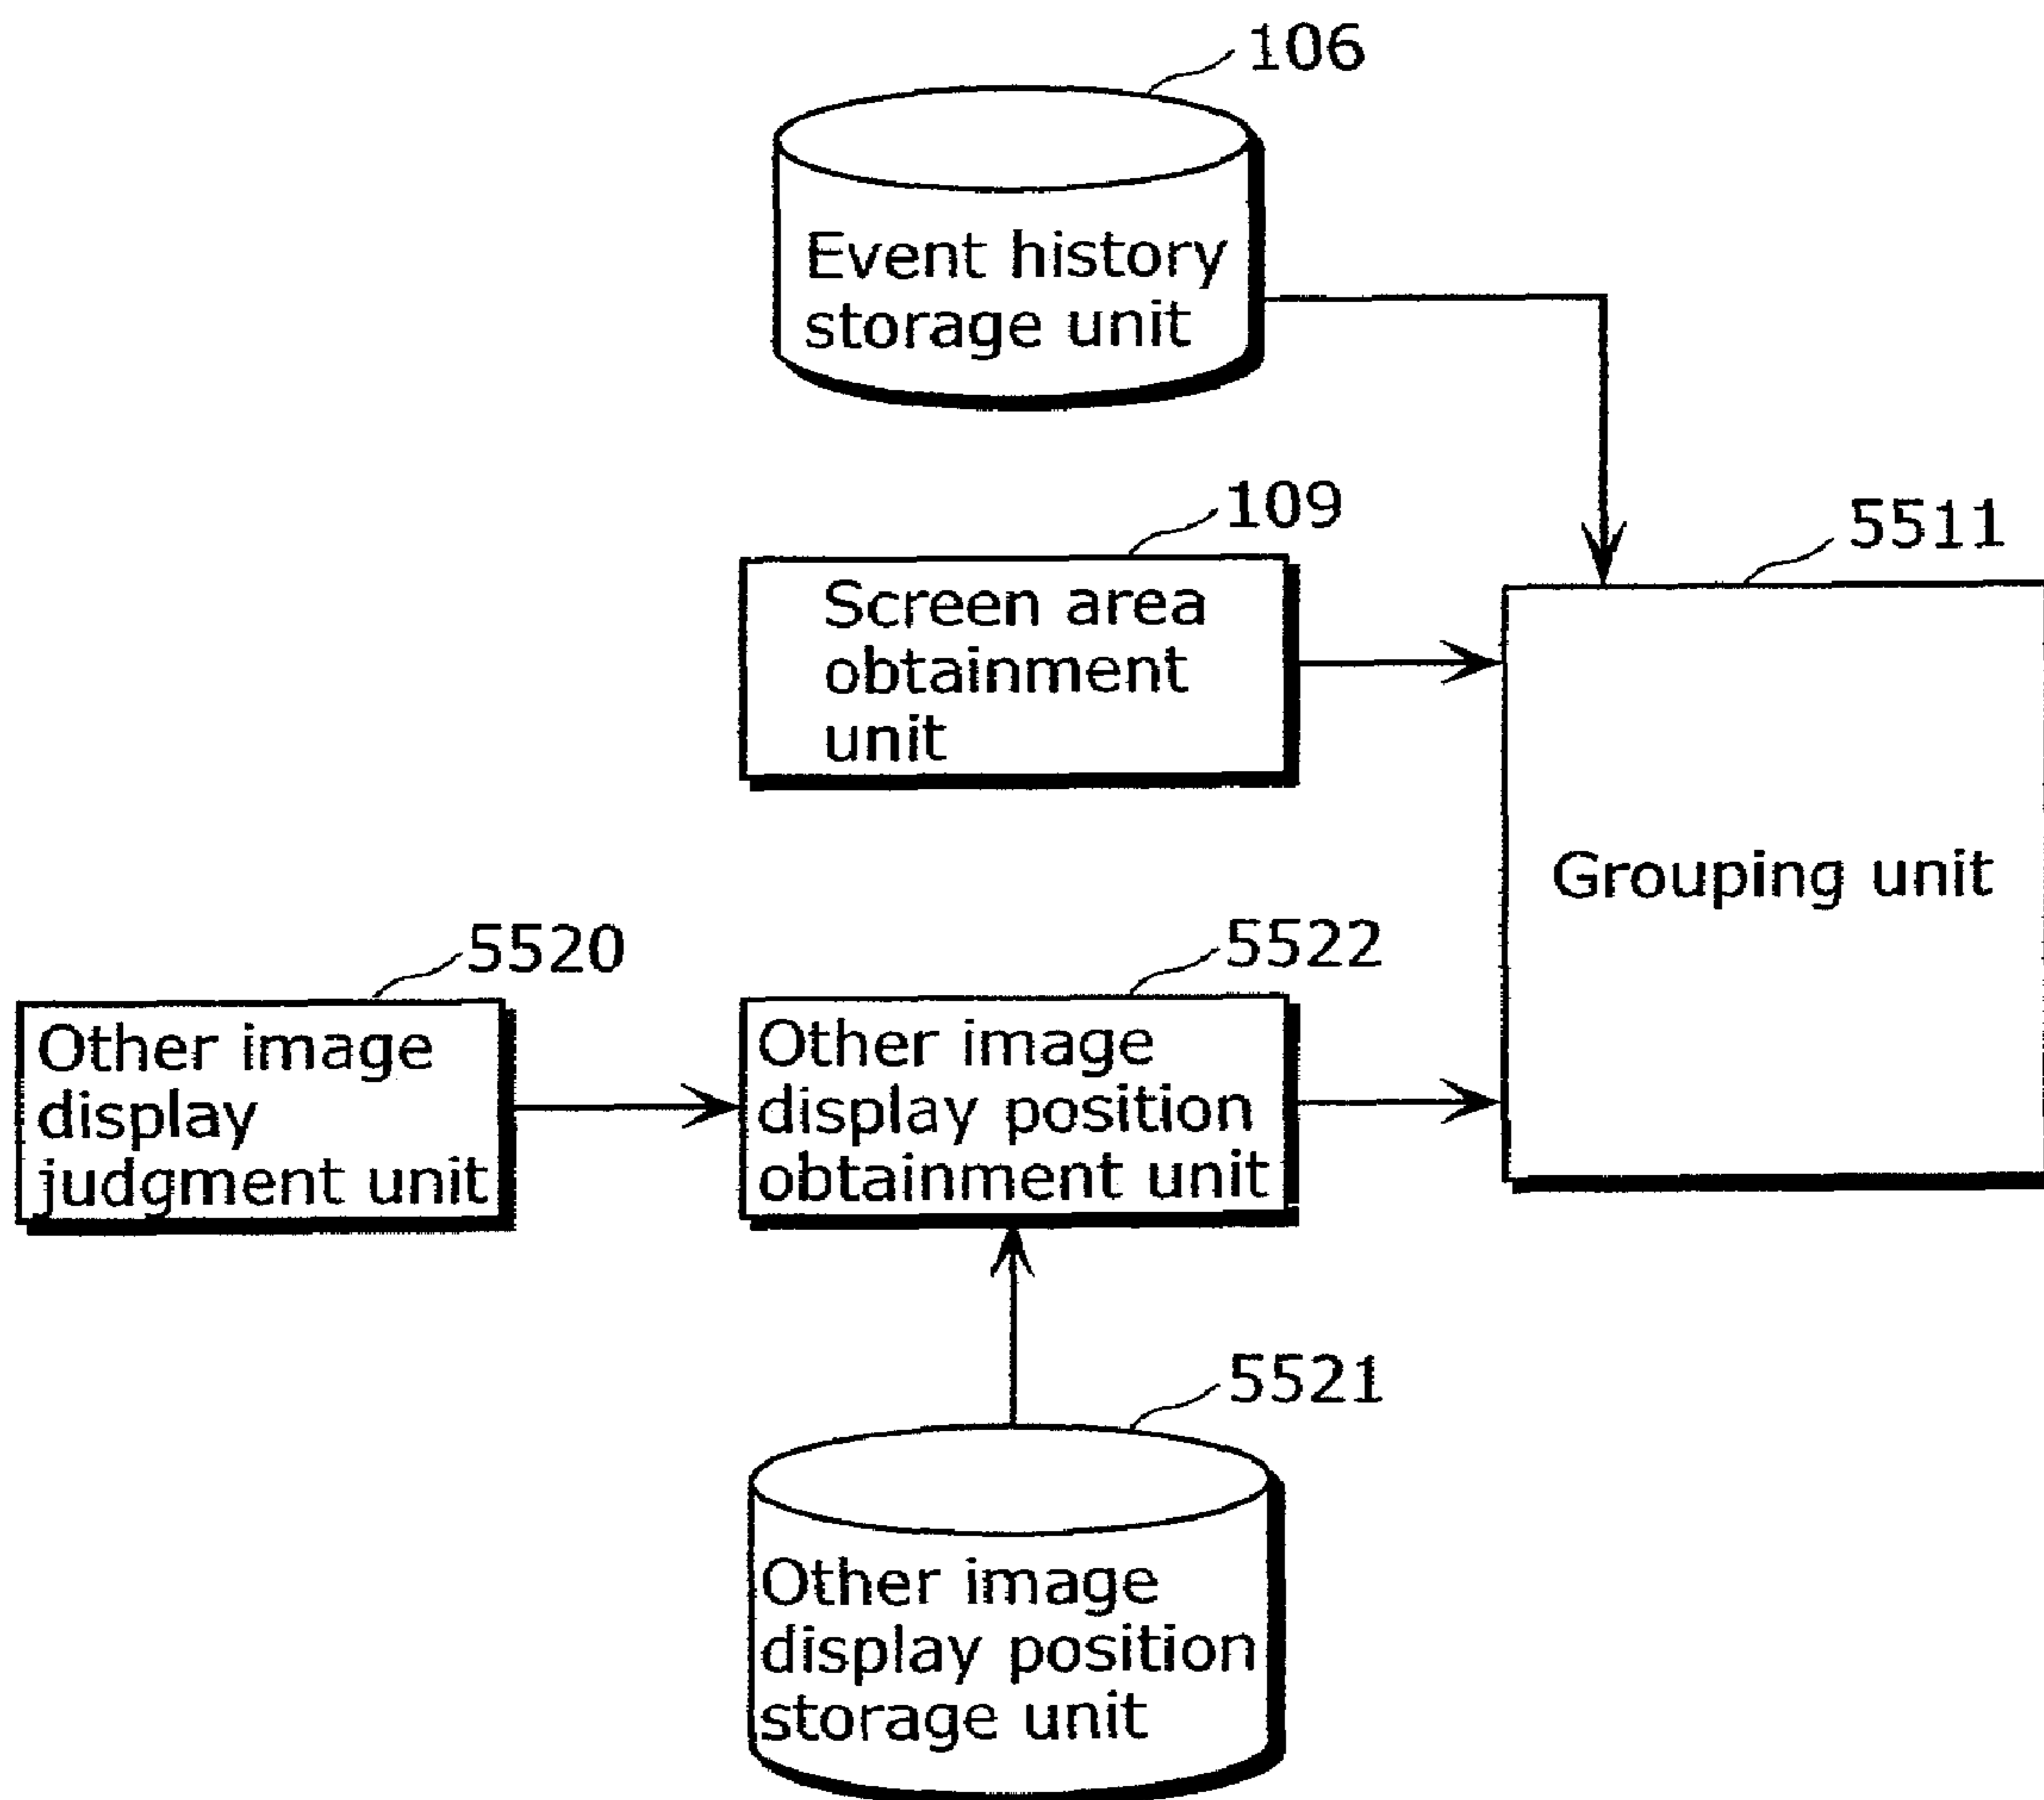 106
Event history
storage unit
109
Screen area
obtainment
unit
5511
Grouping unit
5520
Other image
display
judgment unit
5522
Other image
display position
obtainment unit
5521
Other image
display position
storage unit